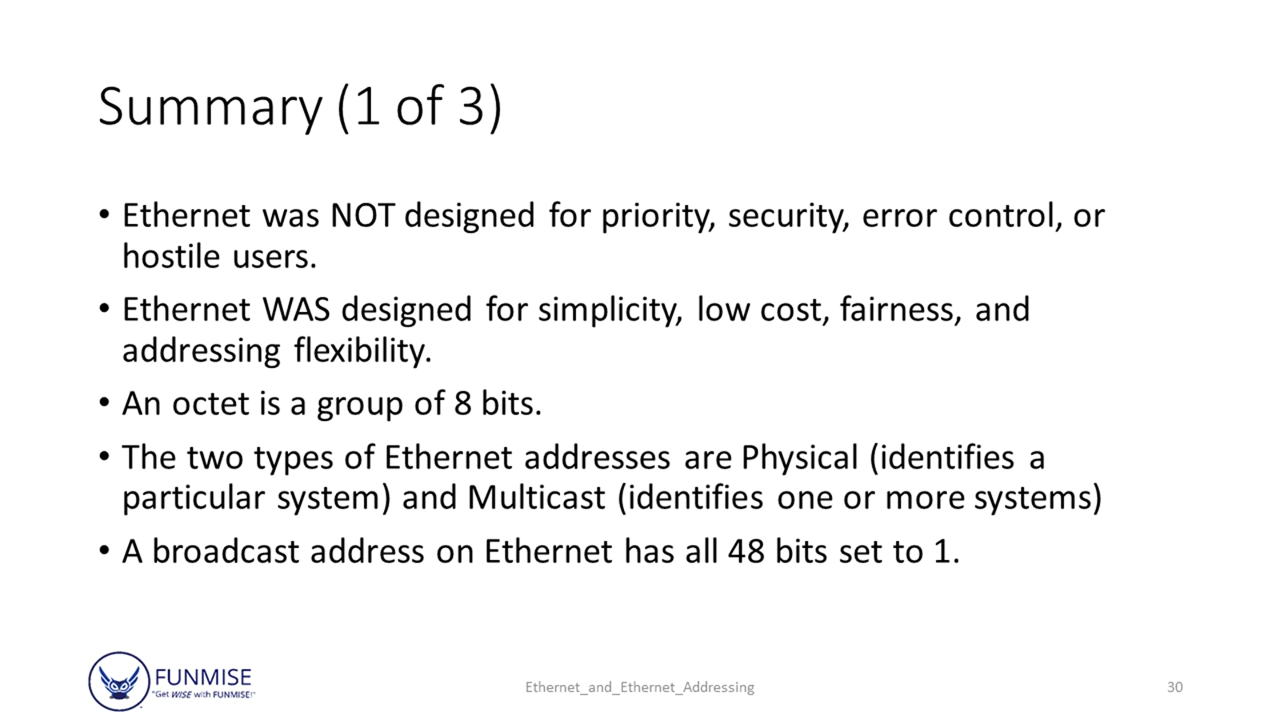 Summary (1 of 3)
• Ethernet was NOT designed for priority, security, error control, or
hostile users.
• Ethernet WAS designed for simplicity, low cost, fairness, and
addressing flexibility.
• An octet is a group of 8 bits.
• The two types of Ethernet addresses are Physical (identifies a
particular system) and Multicast (identifies one or more systems)
• A broadcast address on Ethernet has all 48 bits set to 1.
FUNMISE
"Get WISE with FUNMISE!"
Ethernet_and_Ethernet_Addressing
30